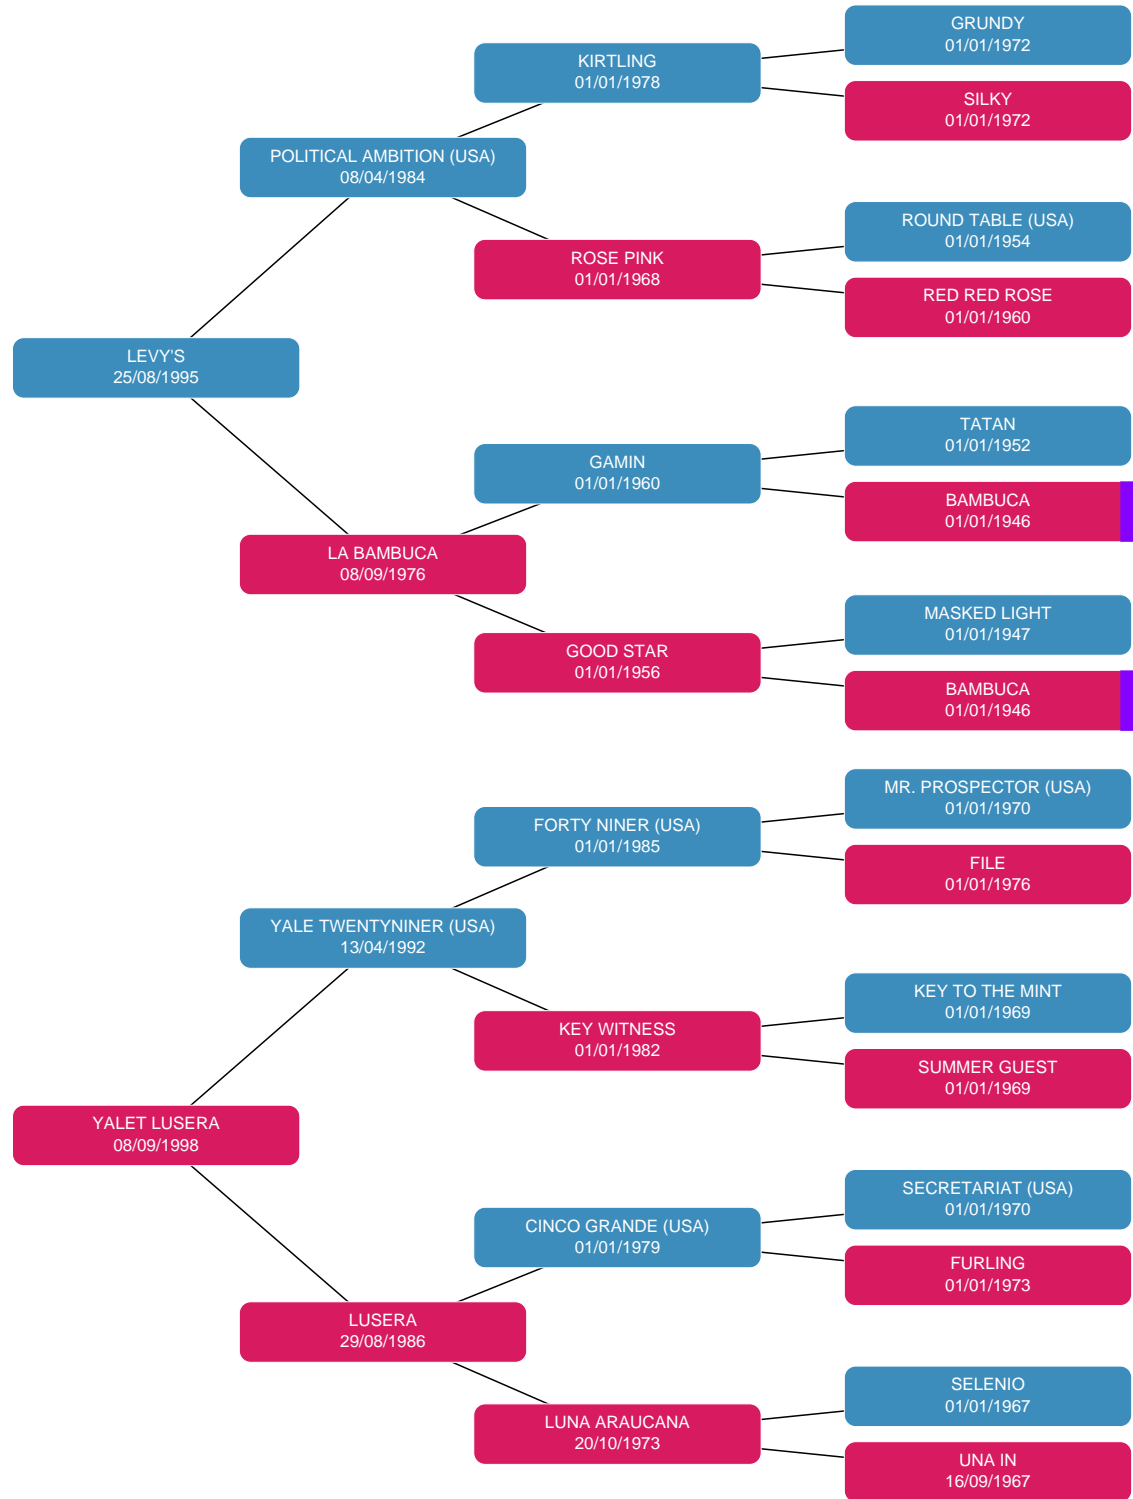 GRUNDY
01/01/1972
KIRTLING
01/01/1978
SILKY
01/01/1972
POLITICAL AMBITION (USA)
08/04/1984
ROUND TABLE (USA)
01/01/1954
ROSE PINK
01/01/1968
RED RED ROSE
01/01/1960
LEVY'S
25/08/1995
TATAN
01/01/1952
GAMIN
01/01/1960
BAMBUCA
01/01/1946
LA BAMBUCA
08/09/1976
MASKED LIGHT
01/01/1947
GOOD STAR
01/01/1956
BAMBUCA
01/01/1946
MR. PROSPECTOR (USA)
01/01/1970
FORTY NINER (USA)
01/01/1985
FILE
01/01/1976
YALE TWENTYNINER (USA)
13/04/1992
KEY TO THE MINT
01/01/1969
KEY WITNESS
01/01/1982
SUMMER GUEST
01/01/1969
YALET LUSERA
08/09/1998
SECRETARIAT (USA)
01/01/1970
CINCO GRANDE (USA)
01/01/1979
FURLING
01/01/1973
LUSERA
29/08/1986
SELENIO
01/01/1967
LUNA ARAUCANA
20/10/1973
UNA IN
16/09/1967